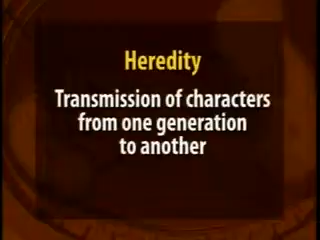 Heredity
Transmission of characters
from one generation
to another